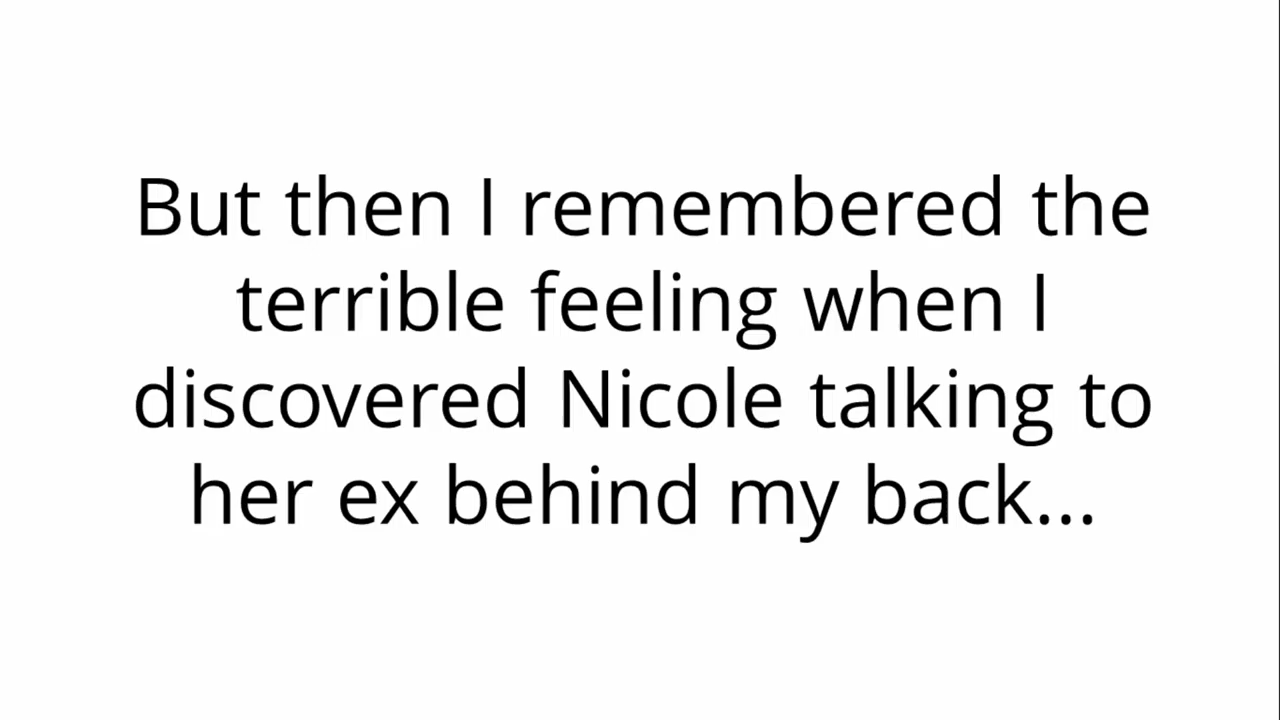 But then I remembered the
terrible feeling when I
discovered Nicole talking to
her ex behind my back...